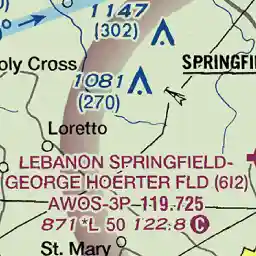 1147
(302)
SPRINGFI
oly Cross
1081
(270)
Loretto
LEBANON SPRINGFIELD-
GEORGE HOERTER FLD (6I2)
AWOS-3P 119.725
871 *L 50 122.8 C
St. Mary